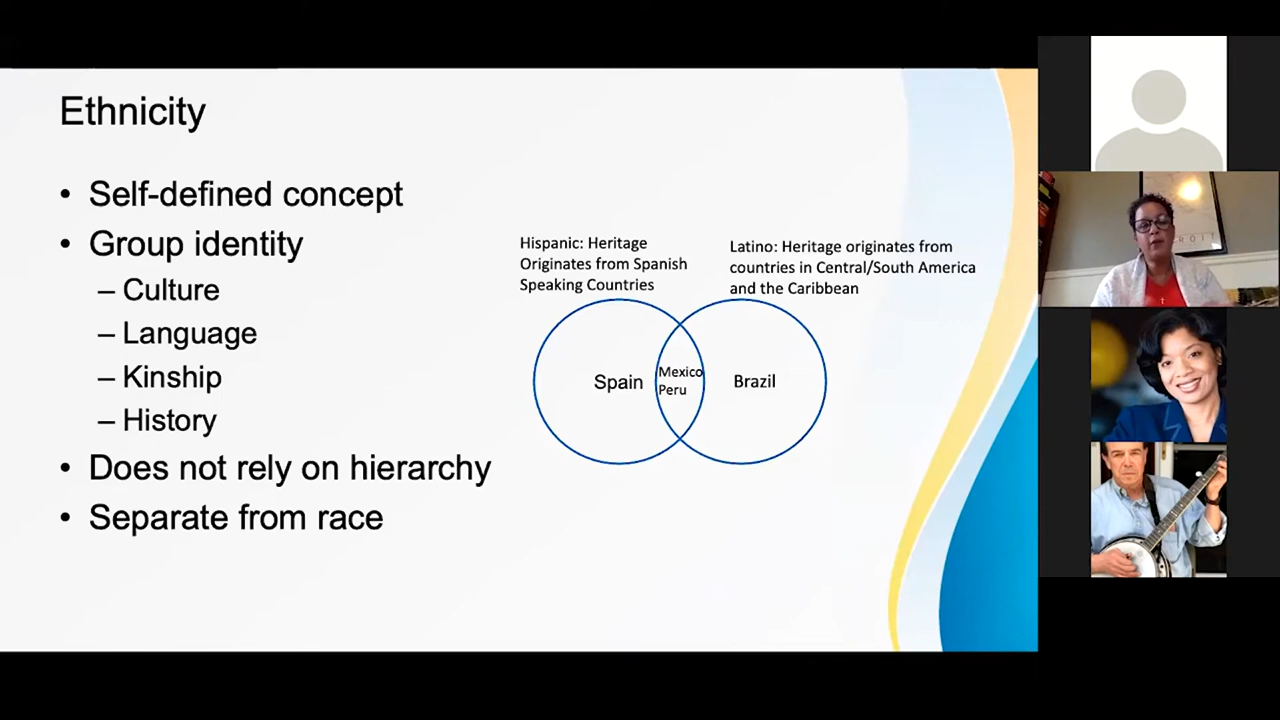 Ethnicity
• Self-defined concept
• Group identity
– Culture
– Language
– Kinship
– History
• Does not rely on hierarchy
• Separate from race
Hispanic: Heritage
Originates from Spanish
Speaking Countries
Latino: Heritage originates from
countries in Central/South America
and the Caribbean
Spain
Mexico
Peru
Brazil